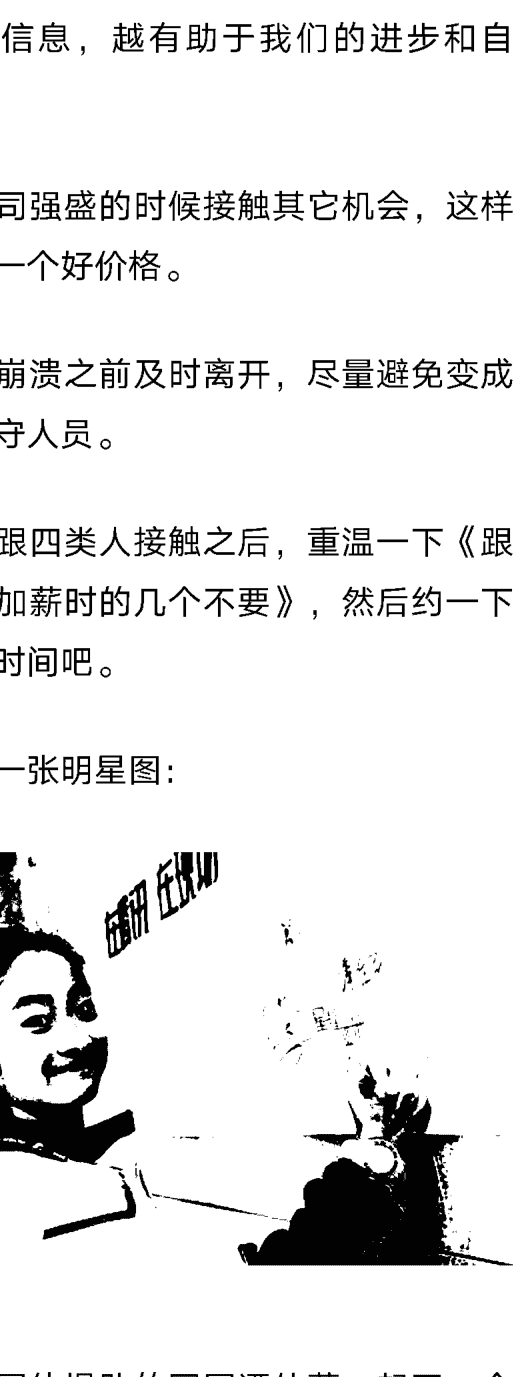 信息，越有助于我们的进步和自
司强盛的时候接触其它机会，这样
一个好价格。
崩溃之前及时离开，尽量避免变成
守人员。
跟四类人接触之后，重温一下《跟
加薪时的几个不要》，然后约一下
时间吧。
一张明星图：